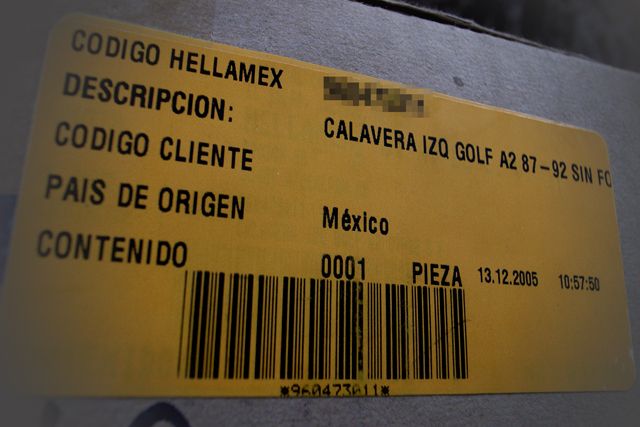 CODIGO HELLAMEX
DESCRIPCION: CALAVERA IZQ GOLF A2 87-92 SIN FO
CODIGO CLIENTE
PAIS DE ORIGEN México
CONTENIDO 0001 PIEZA 13.12.2005 10:57:50
*960473011*